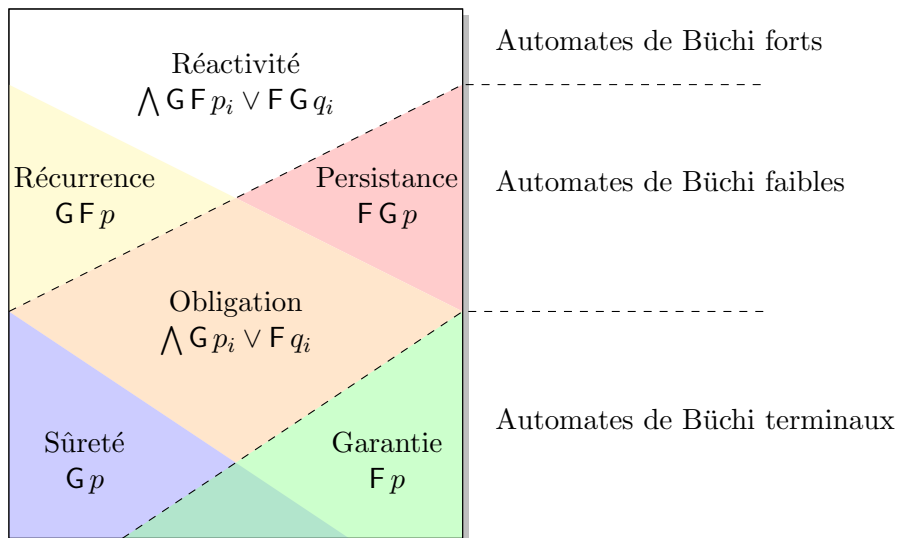 Automates de Büchi forts
Réactivité
⋀ G F pᵢ ∨ F G qᵢ
Récurrence
G F p
Persistance
F G p
Automates de Büchi faibles
Obligation
⋀ G pᵢ ∨ F qᵢ
Automates de Büchi terminaux
Sûreté
G p
Garantie
F p